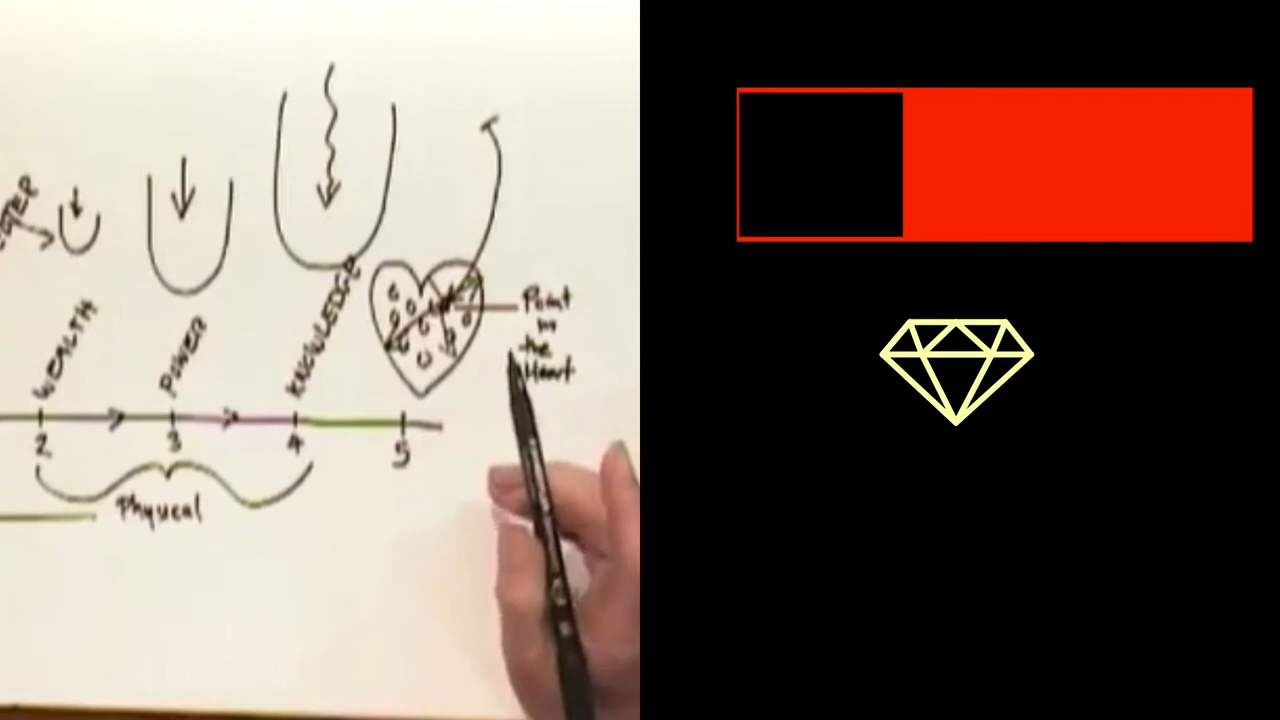 WEALTH
POWER
KNOWLEDGE
Point
in
the
Heart
2
3
4
5
Physical